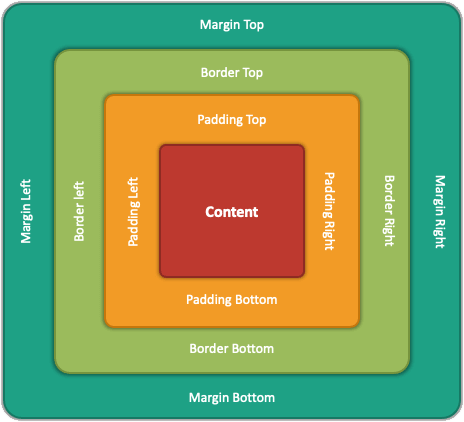 Margin Top
Border Top
Padding Top
Margin Left
Border left
Padding Left
Content
Padding Right
Border Right
Margin Right
Padding Bottom
Border Bottom
Margin Bottom